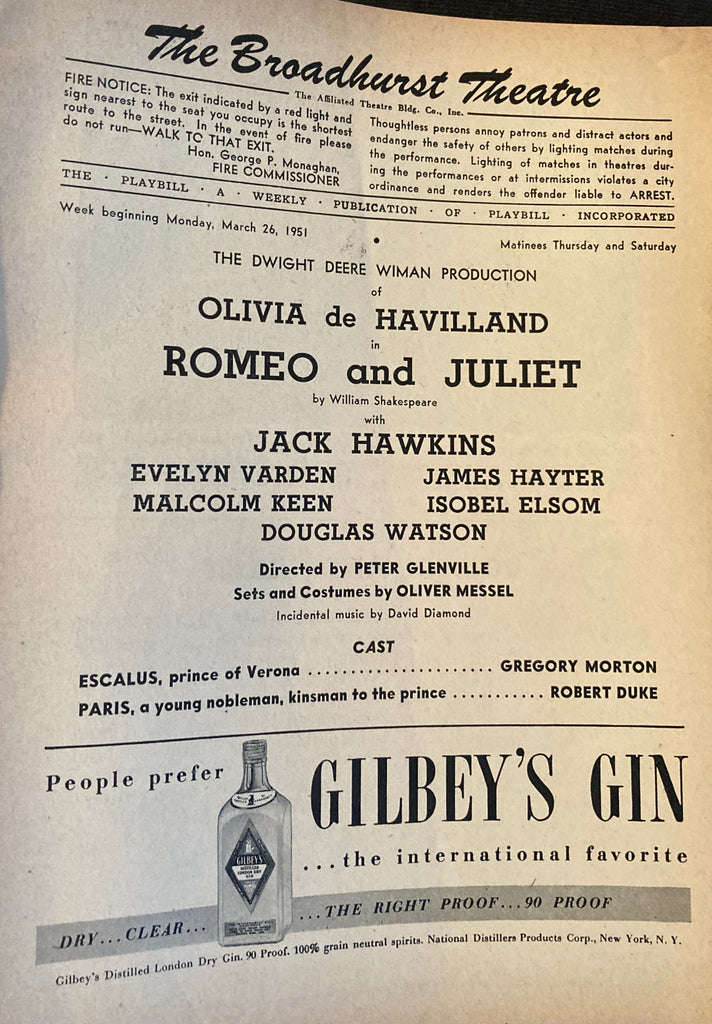 The Broadhurst Theatre
The Affiliated Theatre Bldg. Co., Inc.
FIRE NOTICE: The exit indicated by a red light and
sign nearest to the seat you occupy is the shortest
route to the street. In the event of fire please
do not run—WALK TO THAT EXIT.
Hon. George P. Monaghan,
FIRE COMMISSIONER
Thoughtless persons annoy patrons and distract actors and
endanger the safety of others by lighting matches during
the performance. Lighting of matches in theatres dur-
ing the performances or at intermissions violates a city
ordinance and renders the offender liable to ARREST.
THE · PLAYBILL · A · WEEKLY · PUBLICATION · OF · PLAYBILL · INCORPORATED
Week beginning Monday, March 26, 1951
Matinees Thursday and Saturday
THE DWIGHT DEERE WIMAN PRODUCTION
of
OLIVIA de HAVILLAND
in
ROMEO and JULIET
by William Shakespeare
with
JACK HAWKINS
EVELYN VARDEN JAMES HAYTER
MALCOLM KEEN ISOBEL ELSOM
DOUGLAS WATSON
Directed by PETER GLENVILLE
Sets and Costumes by OLIVER MESSEL
Incidental music by David Diamond
CAST
ESCALUS, prince of Verona ...................... GREGORY MORTON
PARIS, a young nobleman, kinsman to the prince ........... ROBERT DUKE
People prefer
GILBEY'S GIN
...the international favorite
GILBEY'S
DISTILLED
LONDON DRY
GIN
DRY...CLEAR... ...THE RIGHT PROOF...90 PROOF
Gilbey's Distilled London Dry Gin. 90 Proof. 100% grain neutral spirits. National Distillers Products Corp., New York, N. Y.